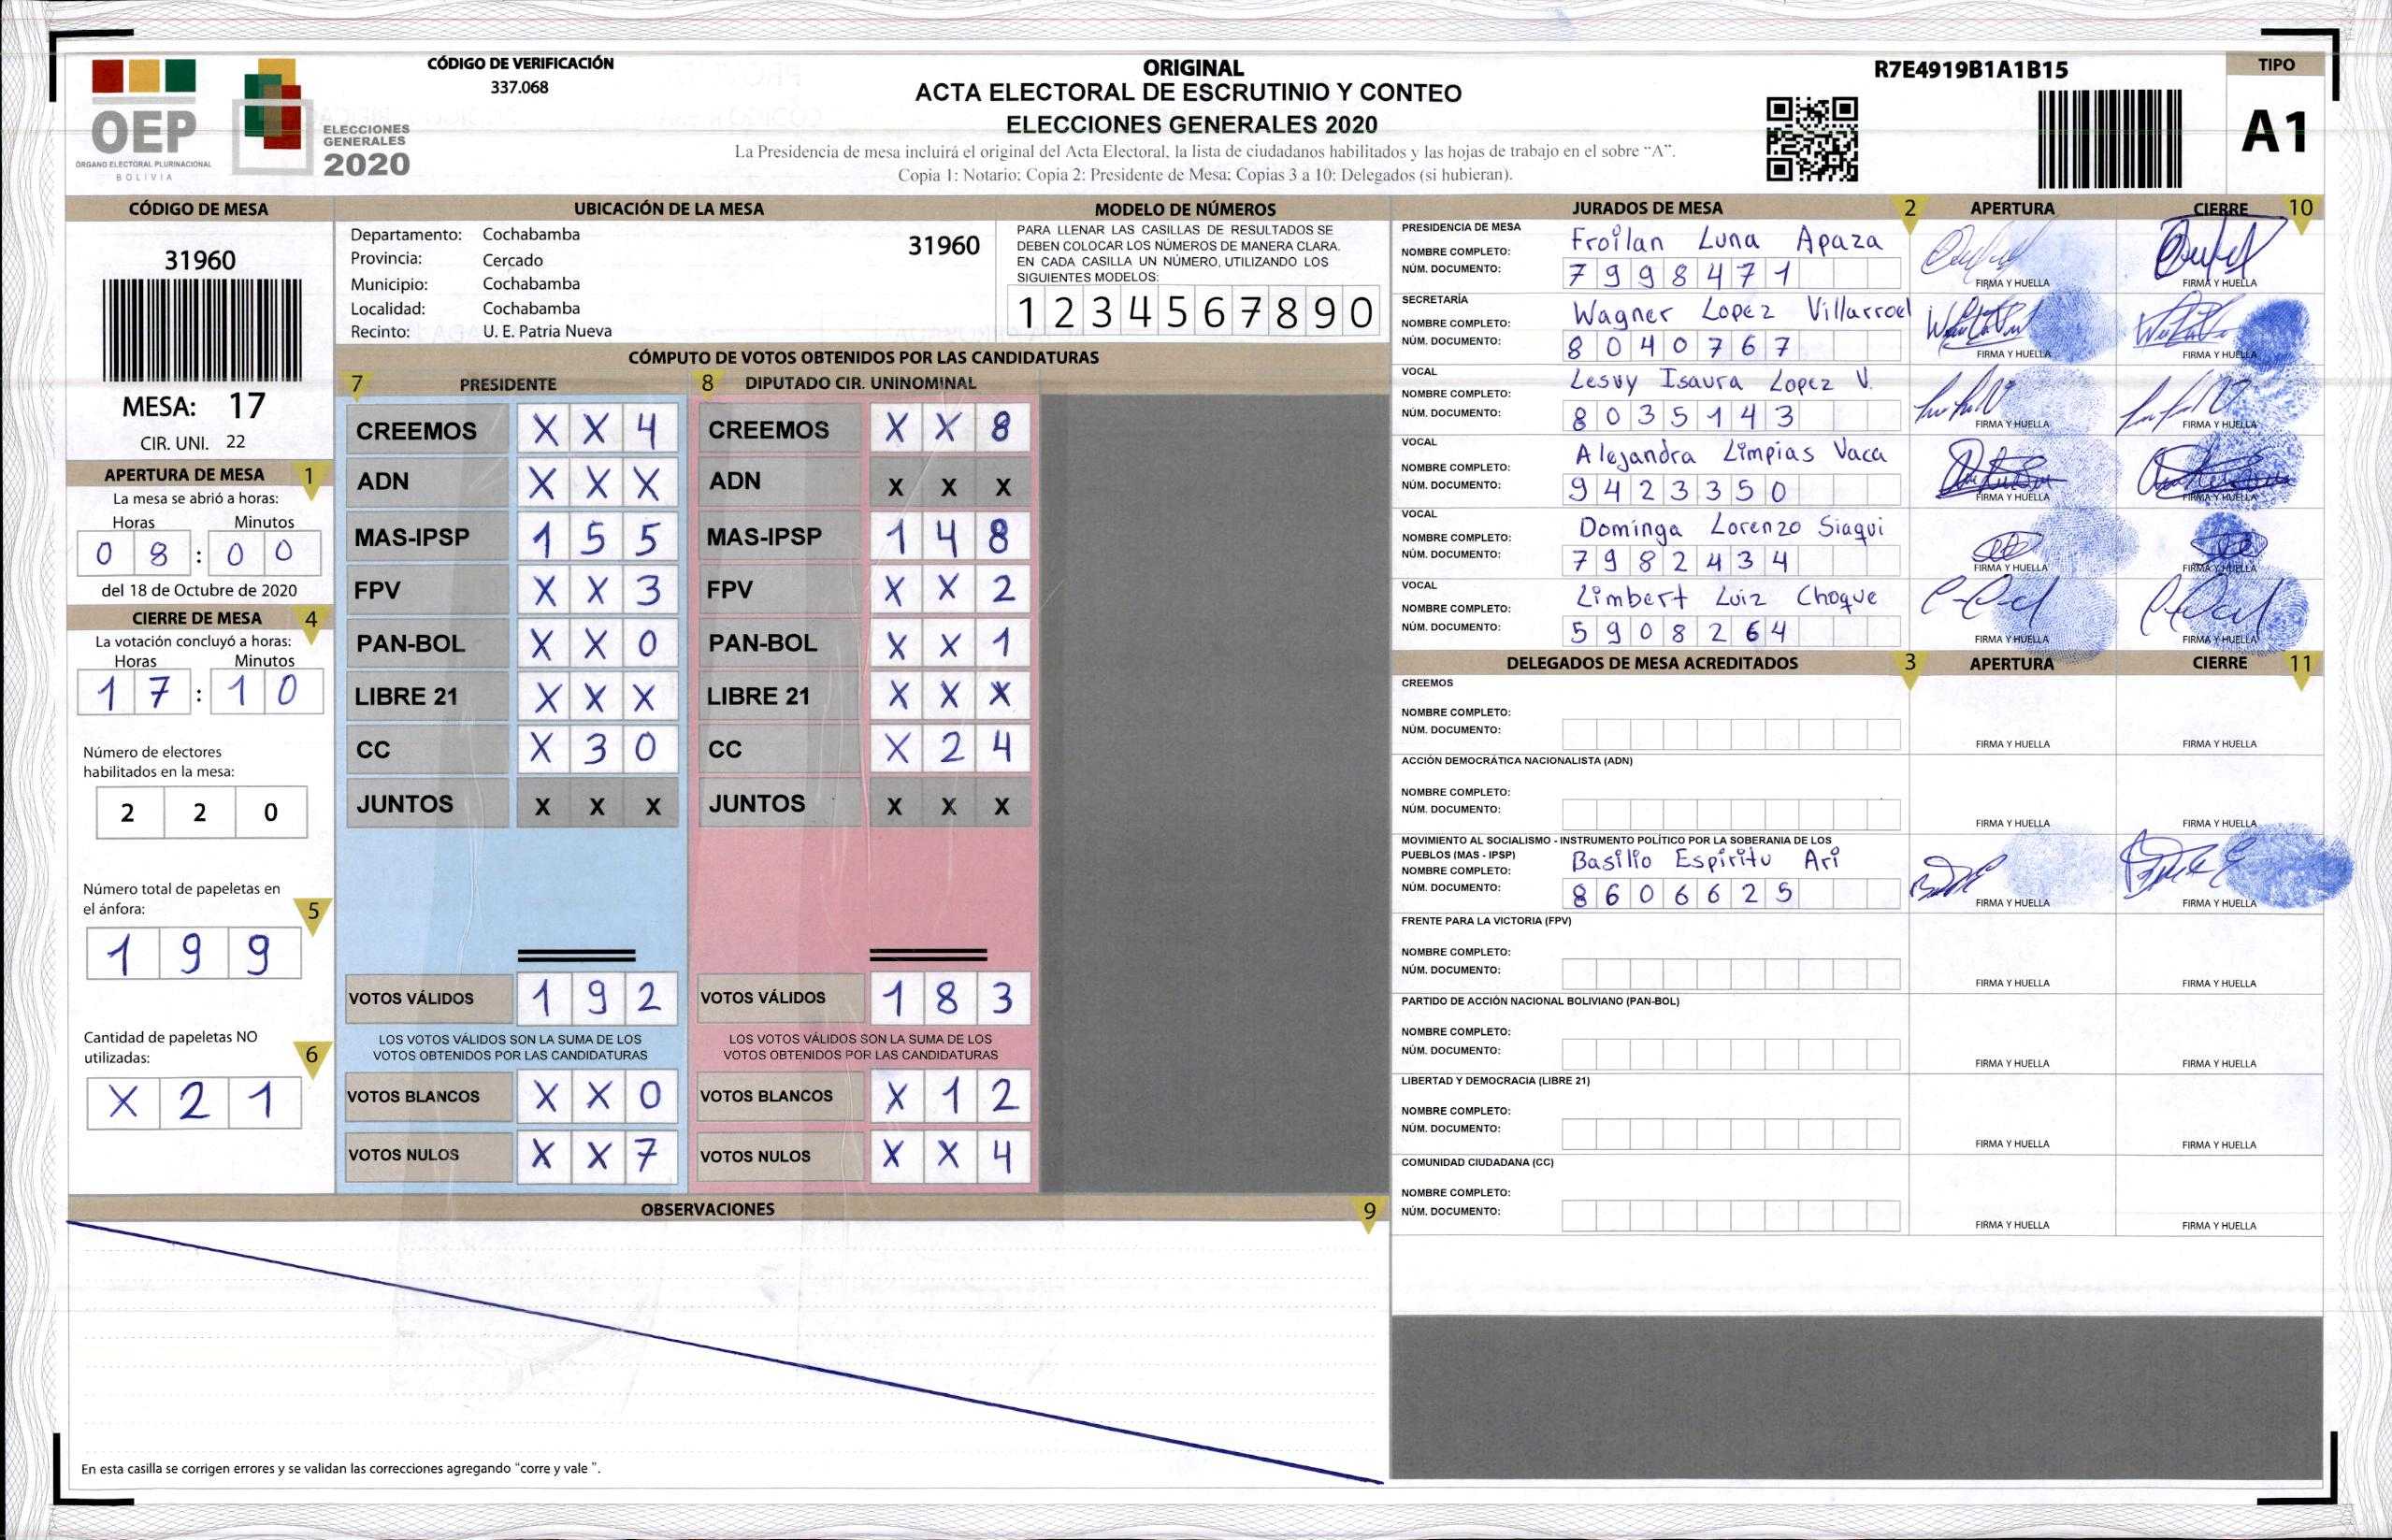 CÓDIGO DE VERIFICACIÓN
337.068
OEP
ÓRGANO ELECTORAL PLURINACIONAL
BOLIVIA
ELECCIONES
GENERALES
2020
ORIGINAL
ACTA ELECTORAL DE ESCRUTINIO Y CONTEO
ELECCIONES GENERALES 2020
La Presidencia de mesa incluirá el original del Acta Electoral, la lista de ciudadanos habilitados y las hojas de trabajo en el sobre “A”.
Copia 1: Notario; Copia 2: Presidente de Mesa; Copias 3 a 10: Delegados (si hubieran).
R7E4919B1A1B15
TIPO
A1
CÓDIGO DE MESA
31960
MESA: 17
CIR. UNI. 22
APERTURA DE MESA 1
La mesa se abrió a horas:
Horas Minutos
0 8 : 0 0
del 18 de Octubre de 2020
CIERRE DE MESA 4
La votación concluyó a horas:
Horas Minutos
1 7 : 1 0
Número de electores
habilitados en la mesa:
2 2 0
Número total de papeletas en
el ánfora: 5
1 9 9
Cantidad de papeletas NO
utilizadas: 6
X 2 1
UBICACIÓN DE LA MESA
Departamento: Cochabamba
31960
Provincia: Cercado
Municipio: Cochabamba
Localidad: Cochabamba
Recinto: U. E. Patria Nueva
MODELO DE NÚMEROS
PARA LLENAR LAS CASILLAS DE RESULTADOS SE
DEBEN COLOCAR LOS NÚMEROS DE MANERA CLARA.
EN CADA CASILLA UN NÚMERO, UTILIZANDO LOS
SIGUIENTES MODELOS:
1 2 3 4 5 6 7 8 9 0
CÓMPUTO DE VOTOS OBTENIDOS POR LAS CANDIDATURAS
7 PRESIDENTE
CREEMOS X X 4
ADN X X X
MAS-IPSP 1 5 5
FPV X X 3
PAN-BOL X X 0
LIBRE 21 X X X
CC X 3 0
JUNTOS X X X
VOTOS VÁLIDOS 1 9 2
LOS VOTOS VÁLIDOS SON LA SUMA DE LOS
VOTOS OBTENIDOS POR LAS CANDIDATURAS
VOTOS BLANCOS X X 0
VOTOS NULOS X X 7
8 DIPUTADO CIR. UNINOMINAL
CREEMOS X X 8
ADN X X X
MAS-IPSP 1 4 8
FPV X X 2
PAN-BOL X X 1
LIBRE 21 X X X
CC X 2 4
JUNTOS X X X
VOTOS VÁLIDOS 1 8 3
LOS VOTOS VÁLIDOS SON LA SUMA DE LOS
VOTOS OBTENIDOS POR LAS CANDIDATURAS
VOTOS BLANCOS X 1 2
VOTOS NULOS X X 4
OBSERVACIONES 9
En esta casilla se corrigen errores y se validan las correcciones agregando “corre y vale ”.
JURADOS DE MESA 2 APERTURA CIERRE 10
PRESIDENCIA DE MESA
NOMBRE COMPLETO: Froilan Luna Apaza
NÚM. DOCUMENTO: 7 9 9 8 4 7 1
FIRMA Y HUELLA FIRMA Y HUELLA
SECRETARÍA
NOMBRE COMPLETO: Wagner Lopez Villarroel
NÚM. DOCUMENTO: 8 0 4 0 7 6 7
FIRMA Y HUELLA FIRMA Y HUELLA
VOCAL
NOMBRE COMPLETO: Lesvy Isaura Lopez V.
NÚM. DOCUMENTO: 8 0 3 5 1 4 3
FIRMA Y HUELLA FIRMA Y HUELLA
VOCAL
NOMBRE COMPLETO: Alejandra Limpias Vaca
NÚM. DOCUMENTO: 9 4 2 3 3 5 0
FIRMA Y HUELLA FIRMA Y HUELLA
VOCAL
NOMBRE COMPLETO: Dominga Lorenzo Siaqui
NÚM. DOCUMENTO: 7 9 8 2 4 3 4
FIRMA Y HUELLA FIRMA Y HUELLA
VOCAL
NOMBRE COMPLETO: Limbert Luiz Choque
NÚM. DOCUMENTO: 5 9 0 8 2 6 4
FIRMA Y HUELLA FIRMA Y HUELLA
DELEGADOS DE MESA ACREDITADOS 3 APERTURA CIERRE 11
CREEMOS
NOMBRE COMPLETO:
NÚM. DOCUMENTO:
FIRMA Y HUELLA FIRMA Y HUELLA
ACCIÓN DEMOCRÁTICA NACIONALISTA (ADN)
NOMBRE COMPLETO:
NÚM. DOCUMENTO:
FIRMA Y HUELLA FIRMA Y HUELLA
MOVIMIENTO AL SOCIALISMO - INSTRUMENTO POLÍTICO POR LA SOBERANIA DE LOS
PUEBLOS (MAS - IPSP)
NOMBRE COMPLETO: Basilio Espiritu Ari
NÚM. DOCUMENTO: 8 6 0 6 6 2 5
FIRMA Y HUELLA FIRMA Y HUELLA
FRENTE PARA LA VICTORIA (FPV)
NOMBRE COMPLETO:
NÚM. DOCUMENTO:
FIRMA Y HUELLA FIRMA Y HUELLA
PARTIDO DE ACCIÓN NACIONAL BOLIVIANO (PAN-BOL)
NOMBRE COMPLETO:
NÚM. DOCUMENTO:
FIRMA Y HUELLA FIRMA Y HUELLA
LIBERTAD Y DEMOCRACIA (LIBRE 21)
NOMBRE COMPLETO:
NÚM. DOCUMENTO:
FIRMA Y HUELLA FIRMA Y HUELLA
COMUNIDAD CIUDADANA (CC)
NOMBRE COMPLETO:
NÚM. DOCUMENTO:
FIRMA Y HUELLA FIRMA Y HUELLA